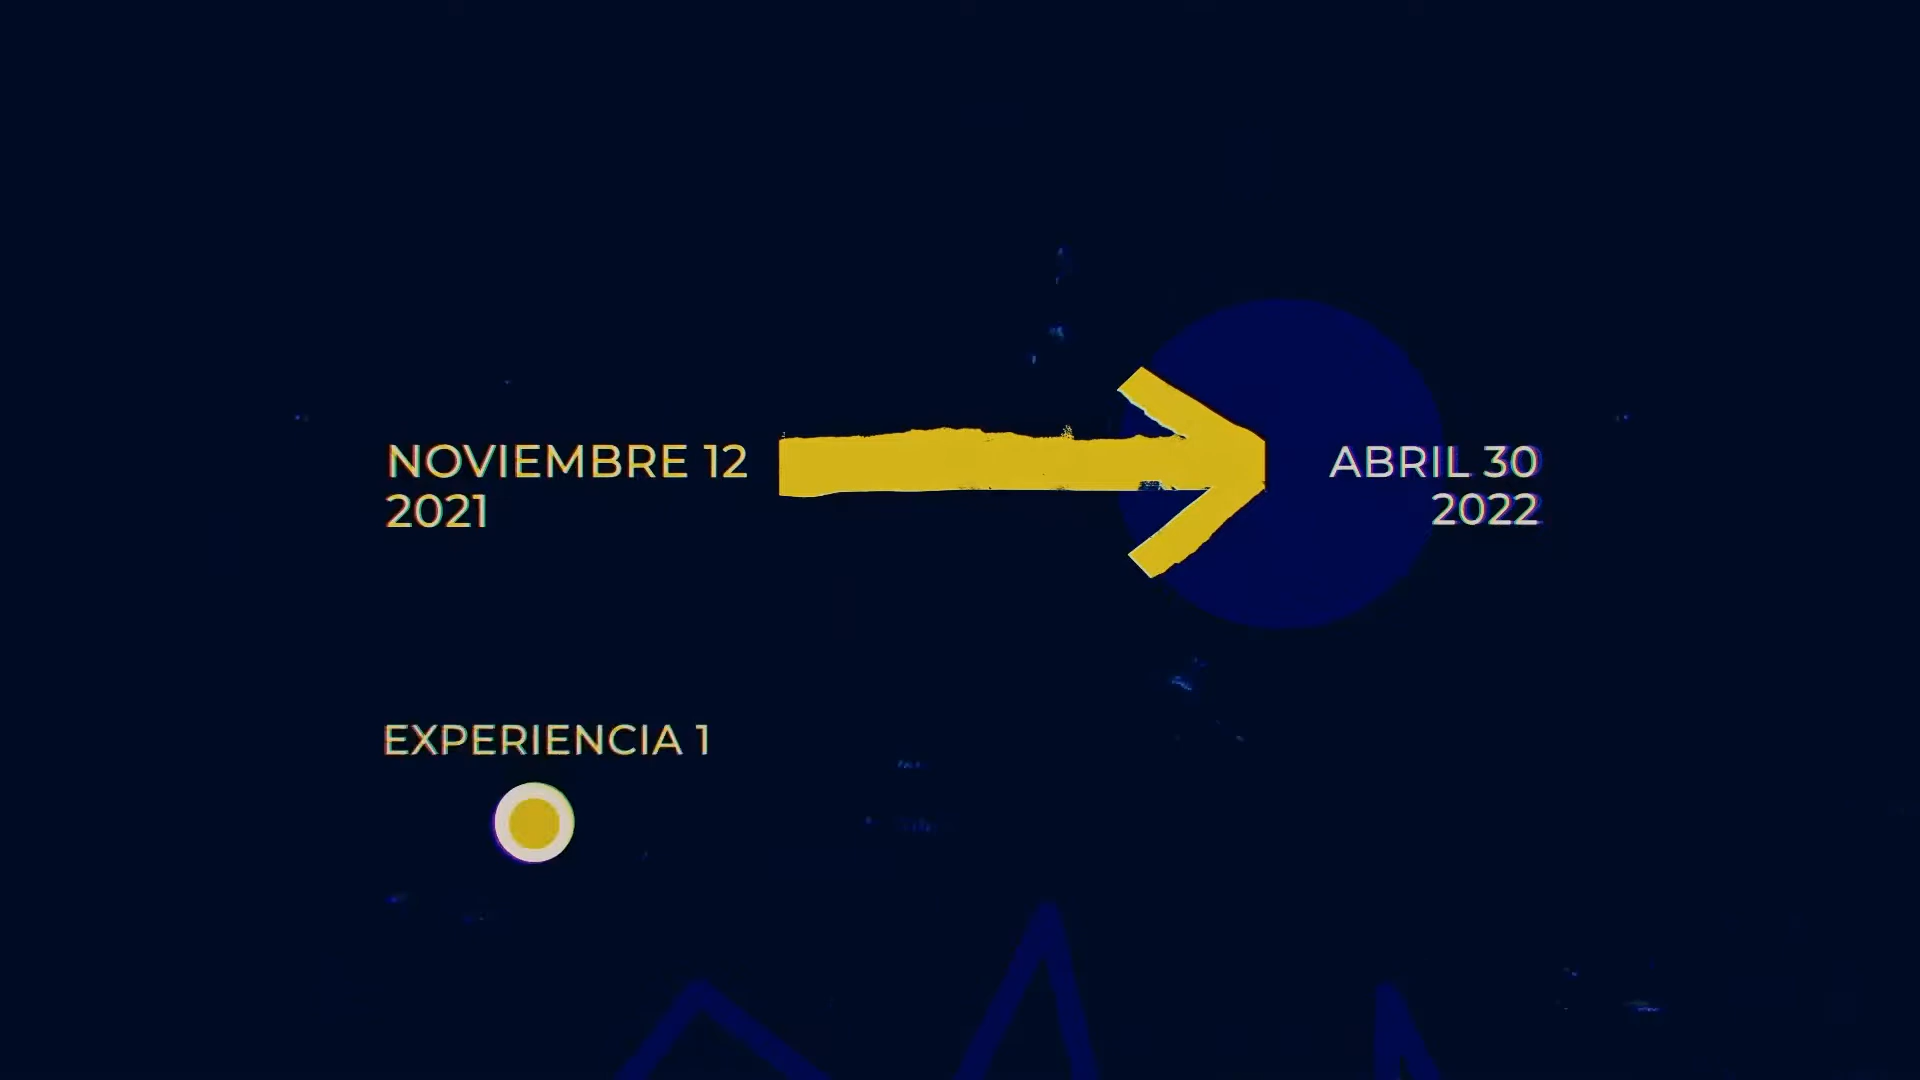 NOVIEMBRE 12
2021
ABRIL 30
2022
EXPERIENCIA 1